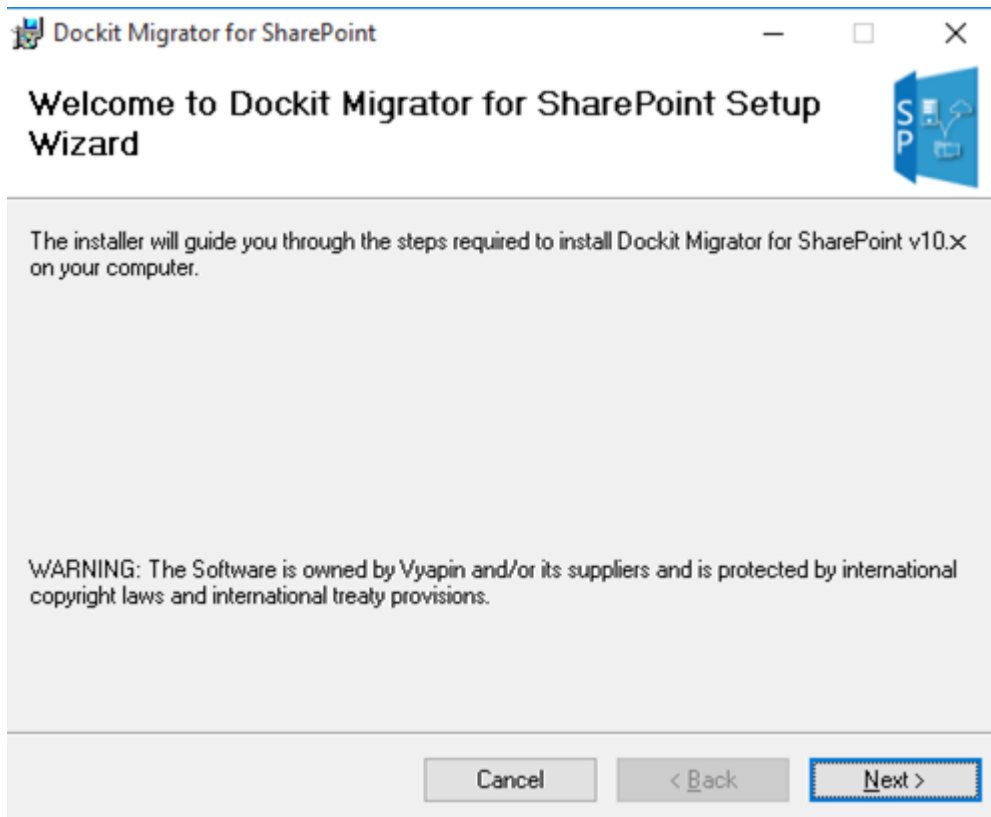 Dockit Migrator for SharePoint
Welcome to Dockit Migrator for SharePoint Setup
Wizard
S
P
The installer will guide you through the steps required to install Dockit Migrator for SharePoint v10.x
on your computer.
WARNING: The Software is owned by Vyapin and/or its suppliers and is protected by international
copyright laws and international treaty provisions.
Cancel
< Back
Next >